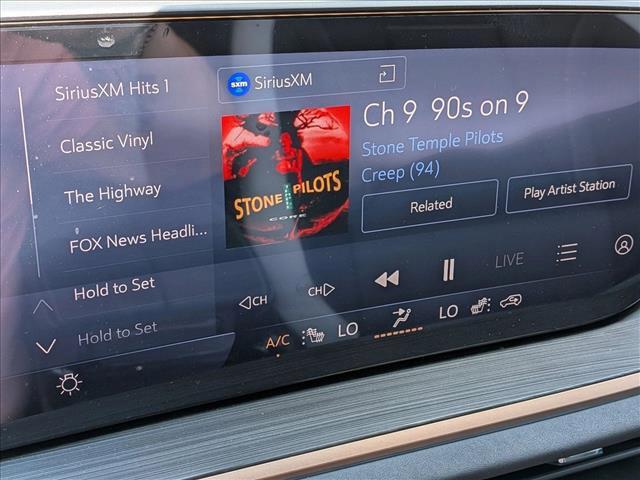 SiriusXM Hits 1
Classic Vinyl
The Highway
FOX News Headli...
Hold to Set
Hold to Set
sxm SiriusXM
STONE TEMPLE PILOTS
CORE
Ch 9 90s on 9
Stone Temple Pilots
Creep (94)
Related
Play Artist Station
CH
CH
LIVE
A/C
LO
LO